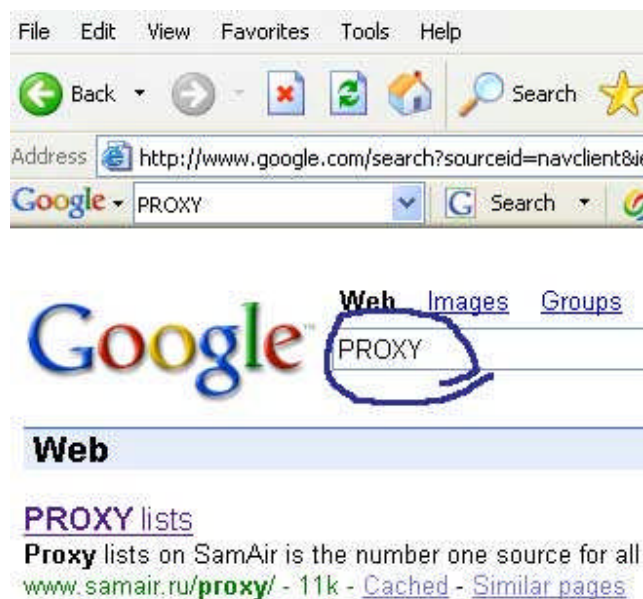 File Edit View Favorites Tools Help
Back Search
Address http://www.google.com/search?sourceid=navclient&ie
Google PROXY G Search
Google™ Web Images Groups
PROXY
Web
PROXY lists
Proxy lists on SamAir is the number one source for all
www.samair.ru/proxy/ - 11k - Cached - Similar pages